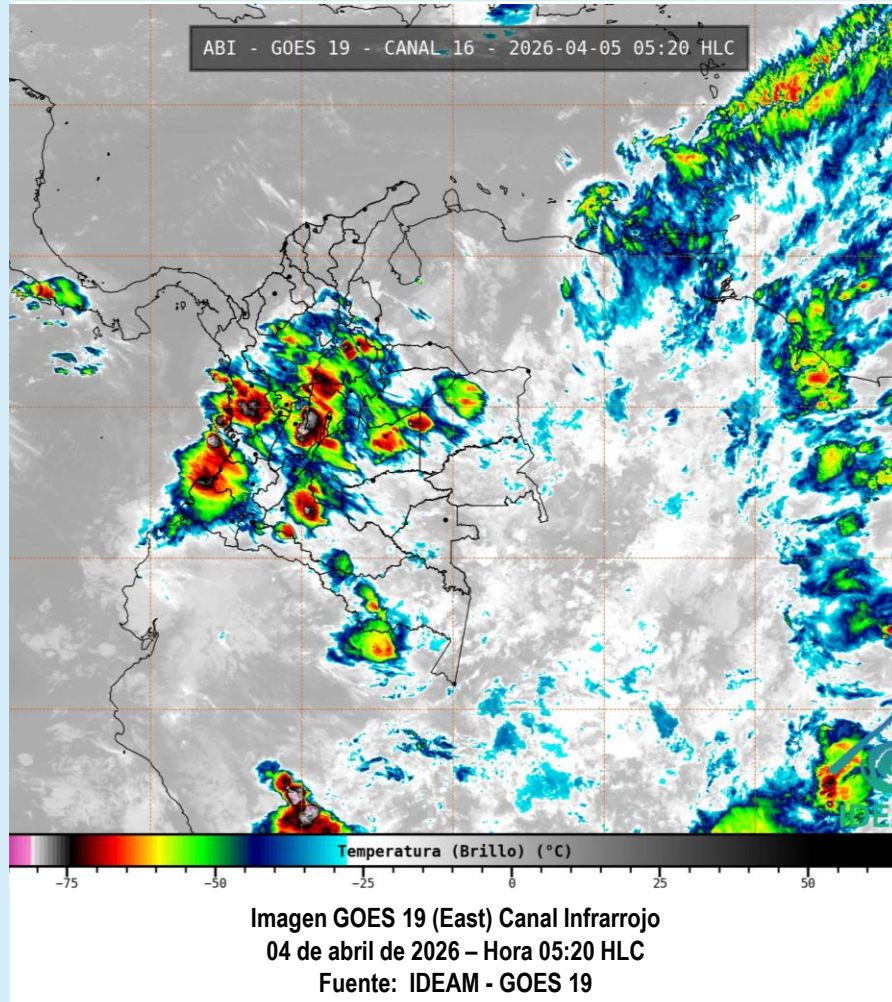 ABI - GOES 19 - CANAL 16 - 2026-04-05 05:20 HLC
Temperatura (Brillo) (°C)
−75 −50 −25 0 25 50
Imagen GOES 19 (East) Canal Infrarrojo
04 de abril de 2026 – Hora 05:20 HLC
Fuente: IDEAM - GOES 19